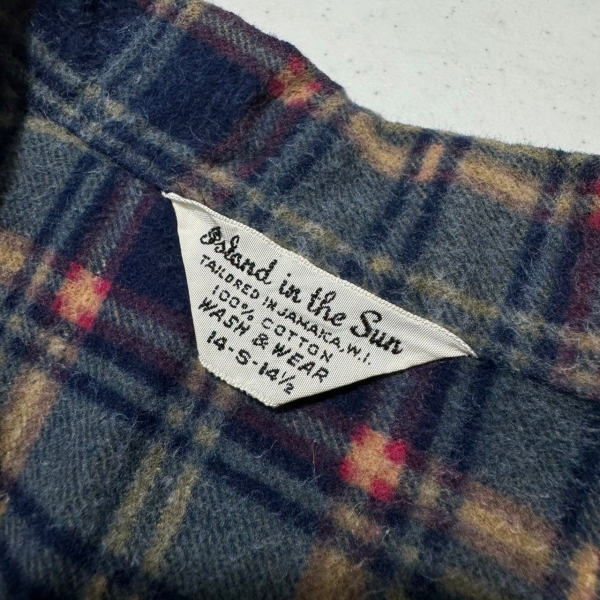 Island in the Sun
TAILORED IN JAMAICA, W.I.
100% COTTON
WASH & WEAR
14-S-14½